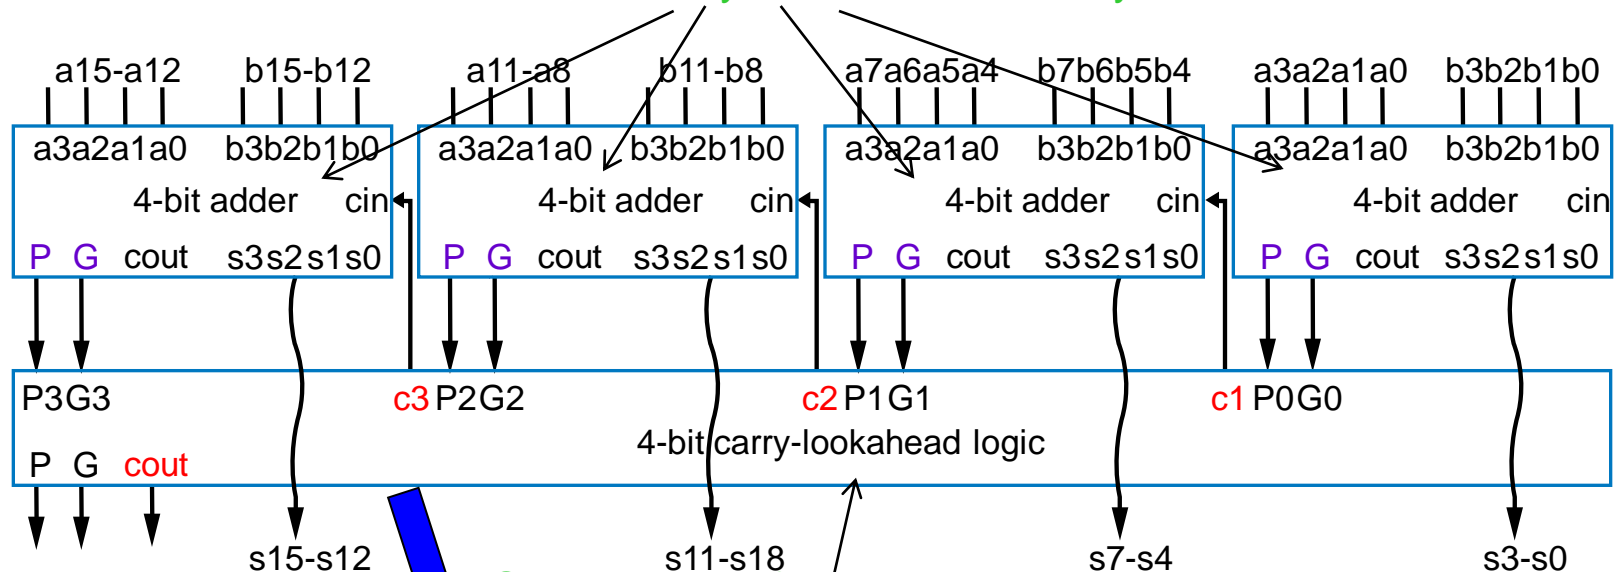 a15-a12 b15-b12 a11-a8 b11-b8 a7a6a5a4 b7b6b5b4 a3a2a1a0 b3b2b1b0
a3a2a1a0 b3b2b1b0 a3a2a1a0 b3b2b1b0 a3a2a1a0 b3b2b1b0 a3a2a1a0 b3b2b1b0
4-bit adder cin 4-bit adder cin 4-bit adder cin 4-bit adder cin
P G cout s3s2s1s0 P G cout s3s2s1s0 P G cout s3s2s1s0 P G cout s3s2s1s0
P3G3 c3 P2G2 c2 P1G1 c1 P0G0
4-bit carry-lookahead logic
P G cout
s15-s12 s11-s18 s7-s4 s3-s0